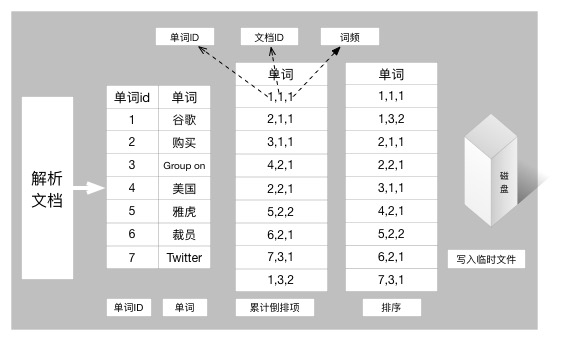 单词ID 文档ID 词频
解析
文档
单词id 单词
1 谷歌
2 购买
3 Group on
4 美国
5 雅虎
6 裁员
7 Twitter
单词ID 单词
单词
1,1,1
2,1,1
3,1,1
4,2,1
2,2,1
5,2,2
6,2,1
7,3,1
1,3,2
累计倒排项
单词
1,1,1
1,3,2
2,1,1
2,2,1
3,1,1
4,2,1
5,2,2
6,2,1
7,3,1
排序
磁
盘
写入临时文件